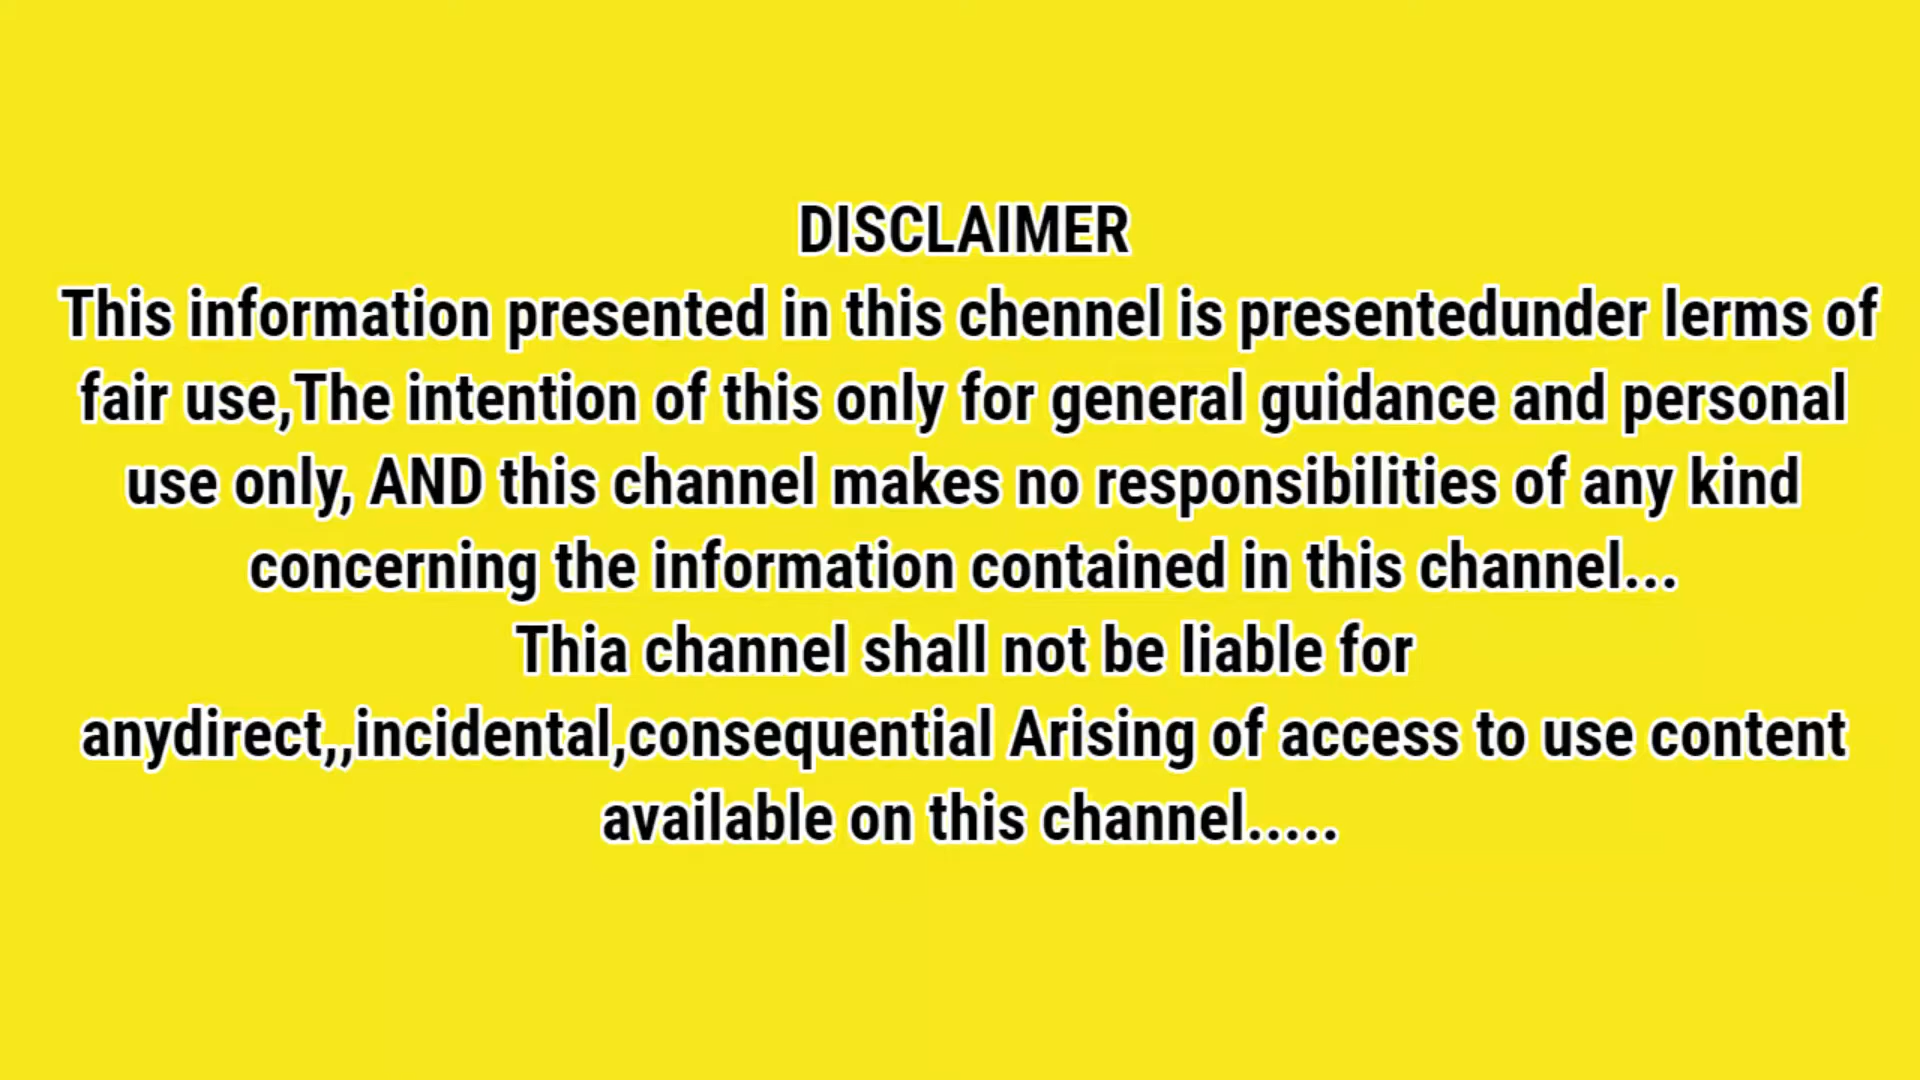 DISCLAIMER
This information presented in this chennel is presentedunder lerms of
fair use,The intention of this only for general guidance and personal
use only, AND this channel makes no responsibilities of any kind
concerning the information contained in this channel...
Thia channel shall not be liable for
anydirect,,incidental,consequential Arising of access to use content
available on this channel.....